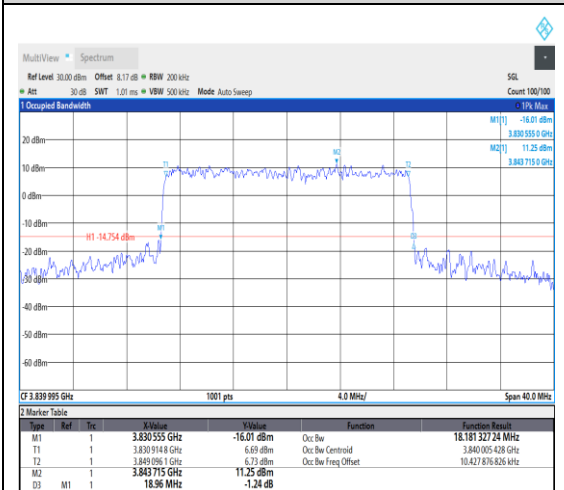 MultiView Spectrum
Ref Level 30.00 dBm Offset 8.17 dB RBW 200 kHz SGL
Att 30 dB SWT 1.01 ms VBW 500 kHz Mode Auto Sweep Count 100/100
1 Occupied Bandwidth 1Pk Max
M1[1] -16.01 dBm
3.830 555 0 GHz
M2[1] 11.25 dBm
3.843 715 0 GHz
20 dBm
M2
T1 T2
10 dBm
0 dBm
-10 dBm
M1
H1 -14.754 dBm
-20 dBm
-30 dBm
-40 dBm
-50 dBm
-60 dBm
CF 3.839 995 GHz 1001 pts 4.0 MHz/ Span 40.0 MHz
2 Marker Table
Type Ref Trc X-Value Y-Value Function Function Result
M1 1 3.830 555 GHz -16.01 dBm Occ Bw 18.181 327 24 MHz
T1 1 3.830 914 8 GHz 6.69 dBm Occ Bw Centroid 3.840 005 428 GHz
T2 1 3.849 096 1 GHz 6.73 dBm Occ Bw Freq Offset 10.427 876 826 kHz
M2 1 3.843 715 GHz 11.25 dBm
D3 M1 1 18.96 MHz -1.24 dB